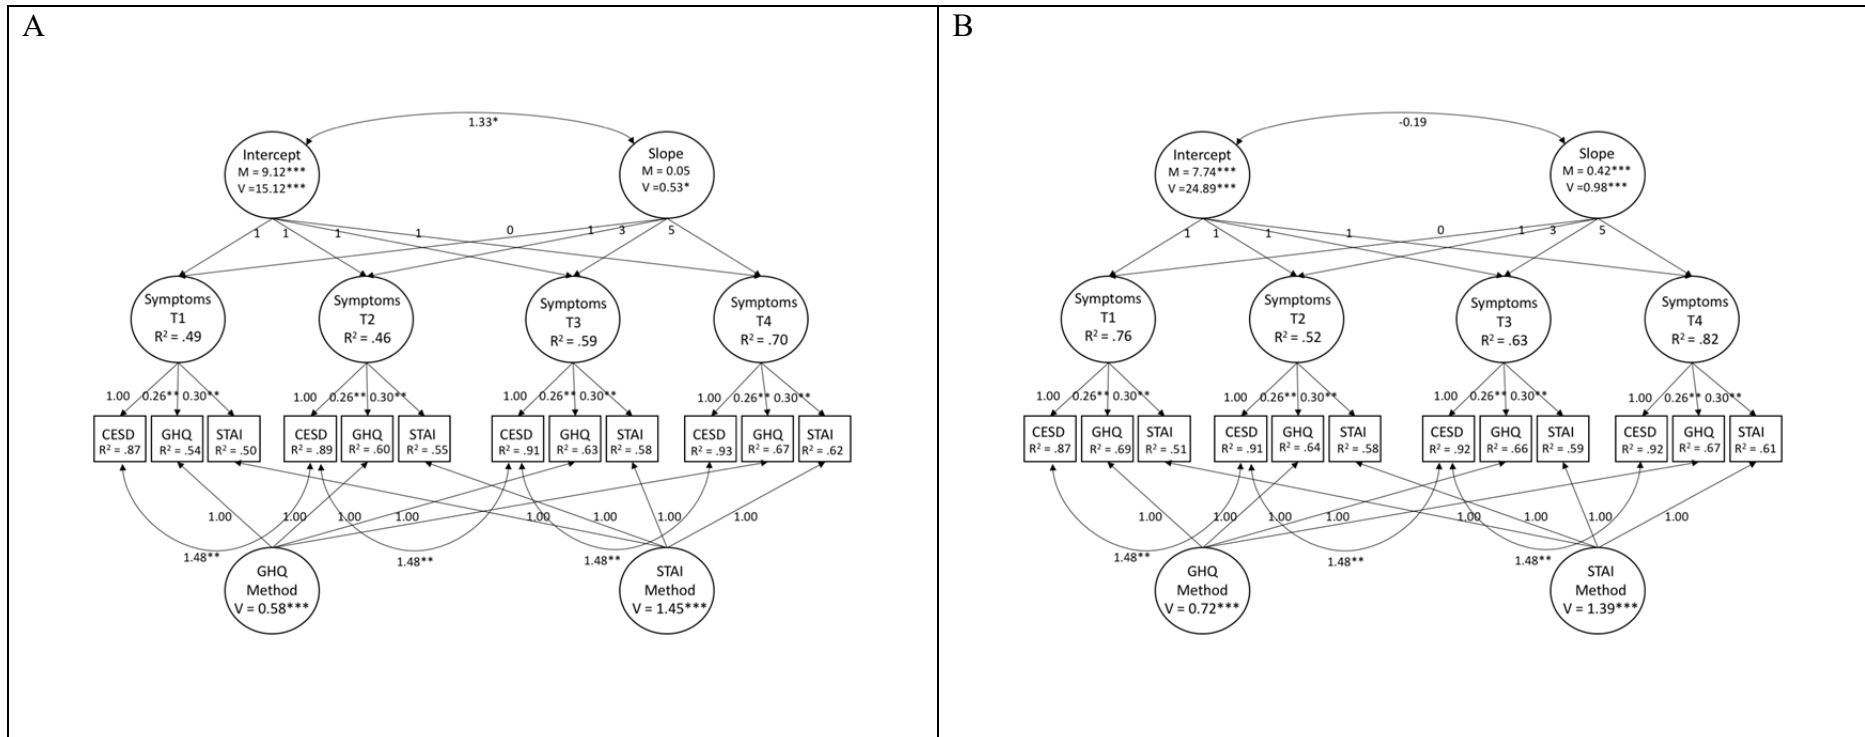 A
1.33*
Intercept
M = 9.12***
V =15.12***
Slope
M = 0.05
V =0.53*
1 1 1 1 0 1 3 5
Symptoms
T1
R² = .49
Symptoms
T2
R² = .46
Symptoms
T3
R² = .59
Symptoms
T4
R² = .70
1.00 0.26** 0.30**
1.00 0.26** 0.30**
1.00 0.26** 0.30**
1.00 0.26** 0.30**
CESD
R² = .87
GHQ
R² = .54
STAI
R² = .50
CESD
R² = .89
GHQ
R² = .60
STAI
R² = .55
CESD
R² = .91
GHQ
R² = .63
STAI
R² = .58
CESD
R² = .93
GHQ
R² = .67
STAI
R² = .62
1.00 1.00 1.00 1.00 1.00 1.00 1.00 1.00
1.48** 1.48** 1.48**
GHQ
Method
V = 0.58***
STAI
Method
V = 1.45***
B
-0.19
Intercept
M = 7.74***
V =24.89***
Slope
M = 0.42***
V =0.98***
1 1 1 1 0 1 3 5
Symptoms
T1
R² = .76
Symptoms
T2
R² = .52
Symptoms
T3
R² = .63
Symptoms
T4
R² = .82
1.00 0.26** 0.30**
1.00 0.26** 0.30**
1.00 0.26** 0.30**
1.00 0.26** 0.30**
CESD
R² = .87
GHQ
R² = .69
STAI
R² = .51
CESD
R² = .91
GHQ
R² = .64
STAI
R² = .58
CESD
R² = .92
GHQ
R² = .66
STAI
R² = .59
CESD
R² = .92
GHQ
R² = .67
STAI
R² = .61
1.00 1.00 1.00 1.00 1.00 1.00 1.00 1.00
1.48** 1.48** 1.48**
GHQ
Method
V = 0.72***
STAI
Method
V = 1.39***